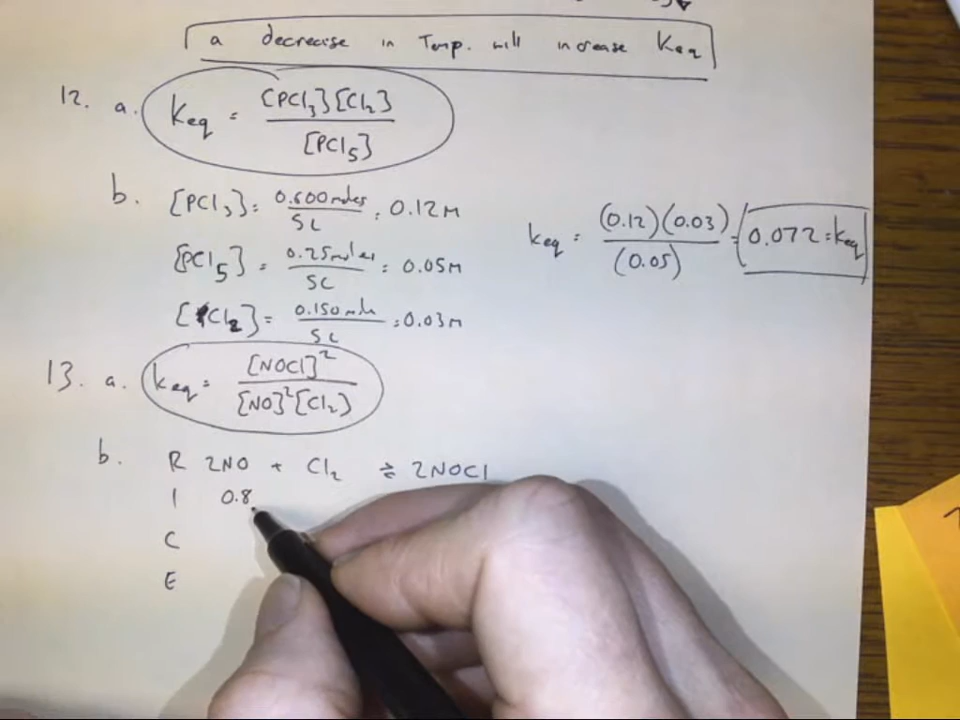 a decrease in Temp. will increase Keq
12. a. Keq = [PCl3][Cl2] / [PCl5]
b. [PCl3] = 0.600 moles / 5L = 0.12M
[PCl5] = 0.25 moles / 5L = 0.05M
[Cl2] = 0.150 mole / 5L = 0.03M
Keq = (0.12)(0.03) / (0.05) = 0.072 = Keq
13. a. Keq = [NOCl]² / [NO]²[Cl2]
b. R 2NO + Cl2 ⇌ 2NOCl
I 0.8
C
E